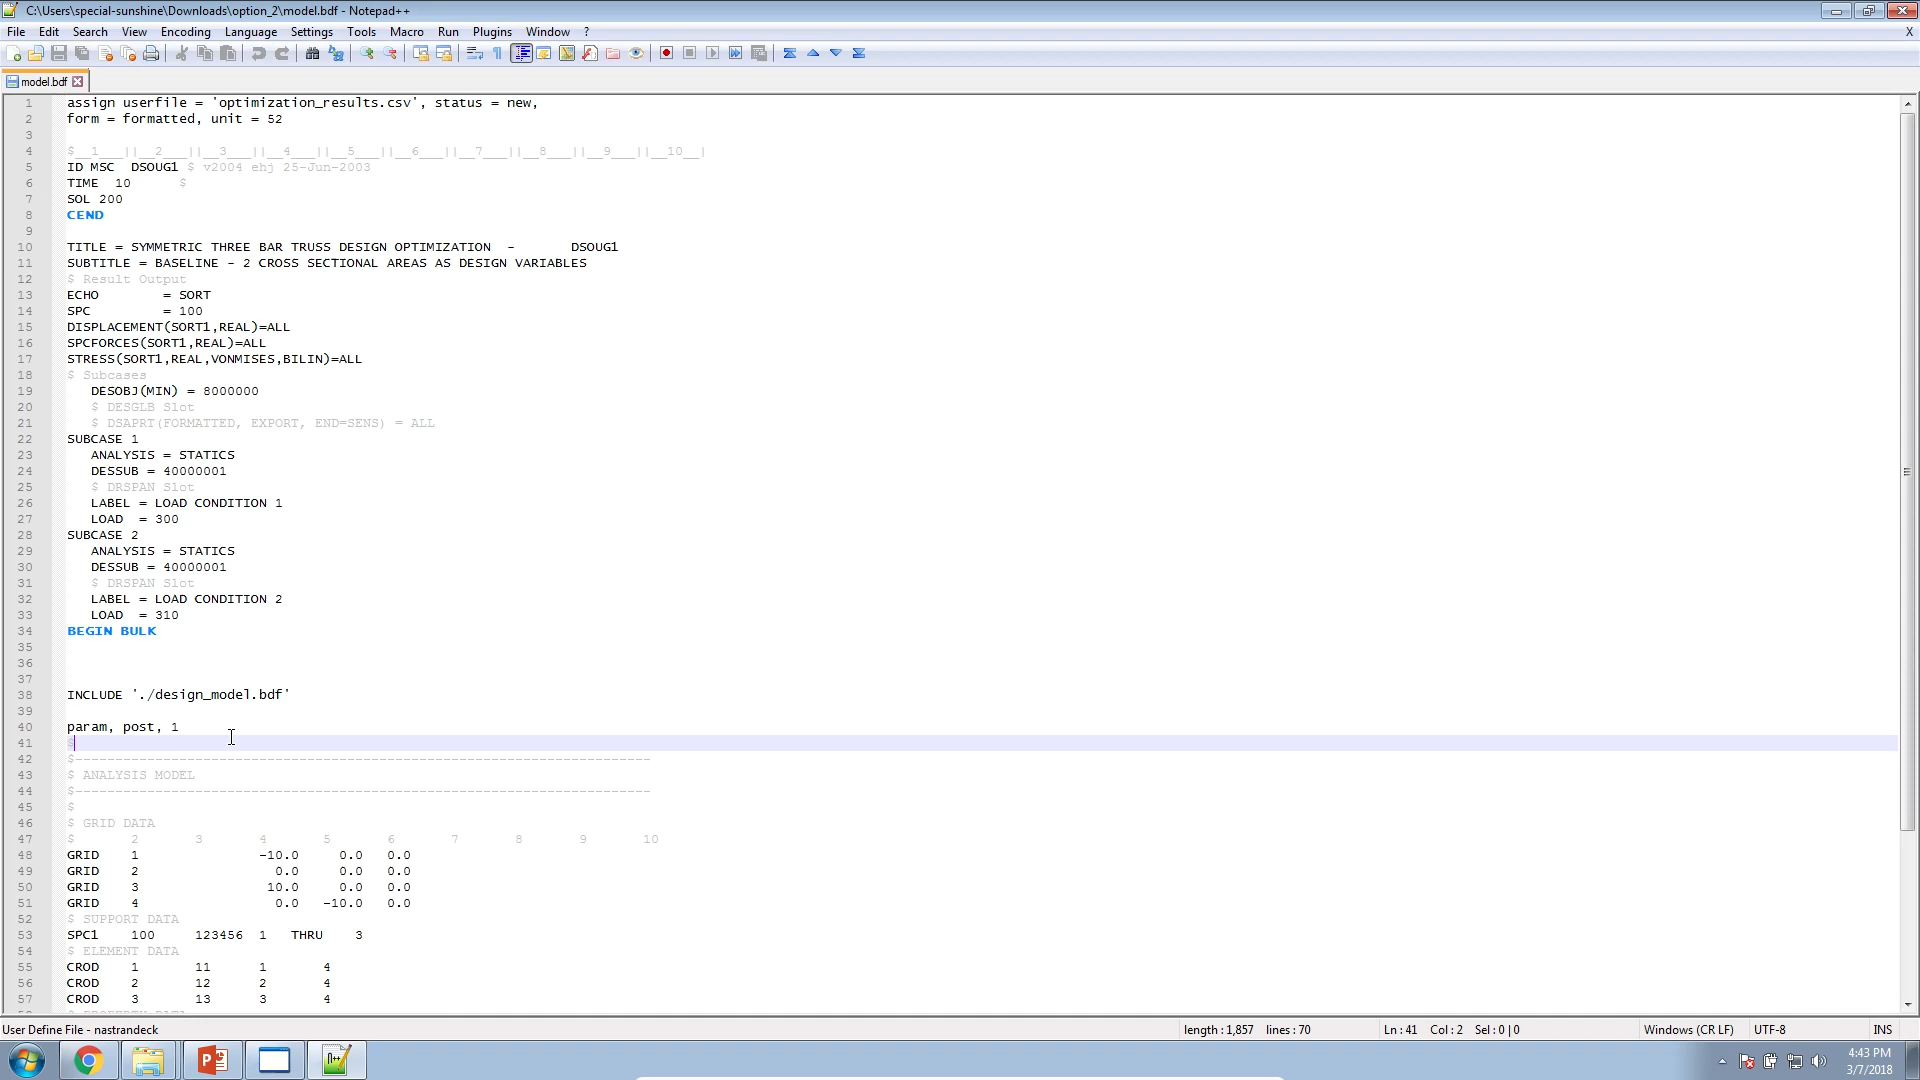 C:\Users\special-sunshine\Downloads\option_2\model.bdf - Notepad++
File Edit Search View Encoding Language Settings Tools Macro Run Plugins Window ? X
model.bdf
1 assign userfile = 'optimization_results.csv', status = new,
2 form = formatted, unit = 52
3
4 $__1___||__2___||__3___||__4___||__5___||__6___||__7___||__8___||__9___||__10__|
5 ID MSC  DSOUG1 $ v2004 ehj 25-Jun-2003
6 TIME  10      $
7 SOL 200
8 CEND
9
10 TITLE = SYMMETRIC THREE BAR TRUSS DESIGN OPTIMIZATION  -       DSOUG1
11 SUBTITLE = BASELINE - 2 CROSS SECTIONAL AREAS AS DESIGN VARIABLES
12 $ Result Output
13 ECHO        = SORT
14 SPC         = 100
15 DISPLACEMENT(SORT1,REAL)=ALL
16 SPCFORCES(SORT1,REAL)=ALL
17 STRESS(SORT1,REAL,VONMISES,BILIN)=ALL
18 $ Subcases
19    DESOBJ(MIN) = 8000000
20    $ DESGLB Slot
21    $ DSAPRT(FORMATTED, EXPORT, END=SENS) = ALL
22 SUBCASE 1
23    ANALYSIS = STATICS
24    DESSUB = 40000001
25    $ DRSPAN Slot
26    LABEL = LOAD CONDITION 1
27    LOAD  = 300
28 SUBCASE 2
29    ANALYSIS = STATICS
30    DESSUB = 40000001
31    $ DRSPAN Slot
32    LABEL = LOAD CONDITION 2
33    LOAD  = 310
34 BEGIN BULK
35
36
37
38 INCLUDE './design_model.bdf'
39
40 param, post, 1
41 $
42 $------------------------------------------------------------------------
43 $ ANALYSIS MODEL
44 $------------------------------------------------------------------------
45 $
46 $ GRID DATA
47 $       2       3       4       5       6       7       8       9       10
48 GRID    1               -10.0     0.0   0.0
49 GRID    2                 0.0     0.0   0.0
50 GRID    3                10.0     0.0   0.0
51 GRID    4                 0.0   -10.0   0.0
52 $ SUPPORT DATA
53 SPC1    100     123456  1   THRU    3
54 $ ELEMENT DATA
55 CROD    1       11      1       4
56 CROD    2       12      2       4
57 CROD    3       13      3       4
User Define File - nastrandeck length : 1,857 lines : 70 Ln : 41 Col : 2 Sel : 0 | 0 Windows (CR LF) UTF-8 INS
4:43 PM
3/7/2018